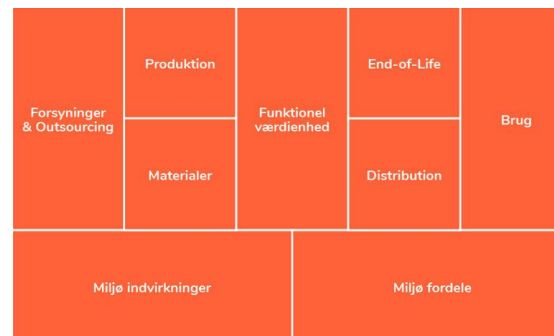 Forsyninger
& Outsourcing
Produktion
Materialer
Funktionel
værdienhed
End-of-Life
Distribution
Brug
Miljø indvirkninger
Miljø fordele